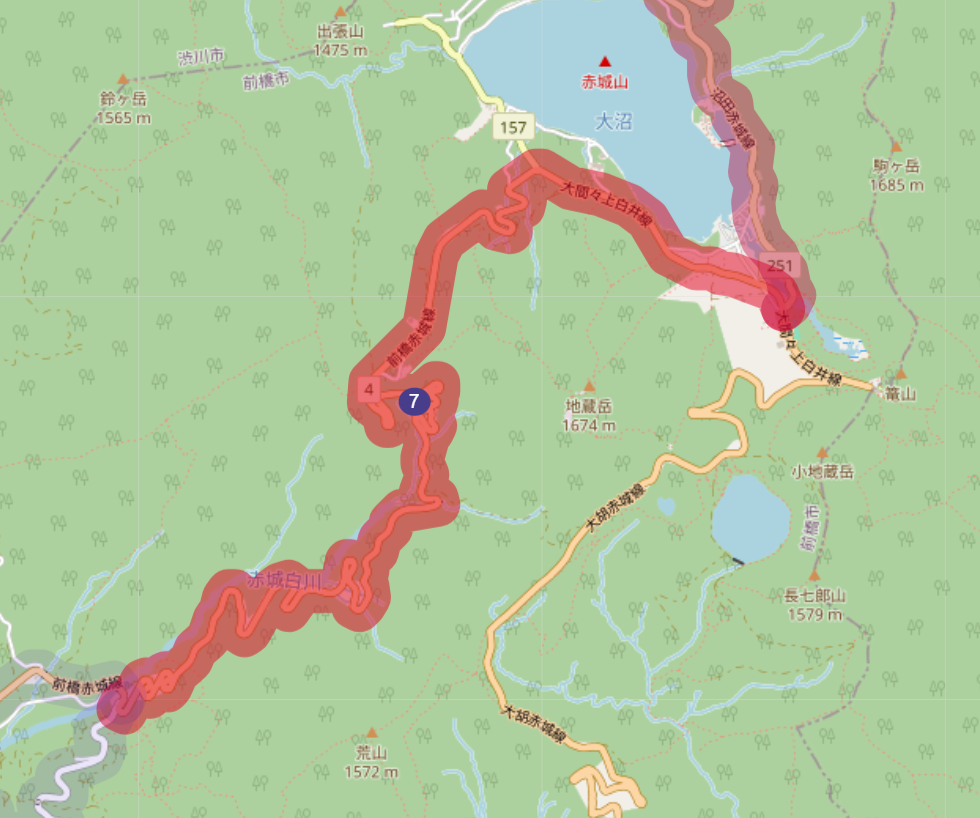 出張山
1475 m
渋川市
前橋市
鈴ヶ岳
1565 m
赤城山
大沼
157
沼田赤城線
駒ヶ岳
1685 m
大間々上白井線
251
大間々上白井線
前橋赤城線
4
7
地蔵岳
1674 m
篭山
小地蔵岳
大胡赤城線
前橋市
赤城白川
長七郎山
1579 m
前橋赤城線
大胡赤城線
荒山
1572 m